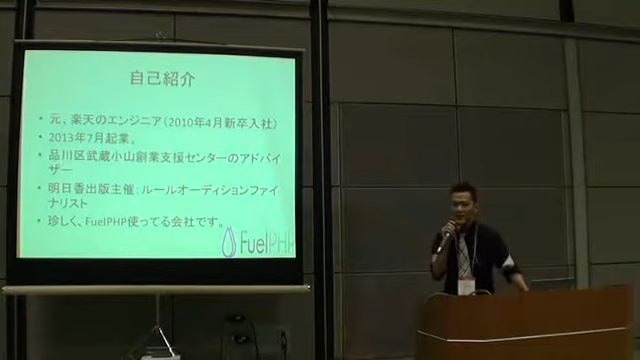 自己紹介
• 元、楽天のエンジニア（2010年4月新卒入社）
• 2013年7月起業。
• 品川区武蔵小山創業支援センターのアドバイ
ザー
• 明日香出版主催：ルールオーディションファイ
ナリスト
• 珍しく、FuelPHP使ってる会社です。
FuelPHP